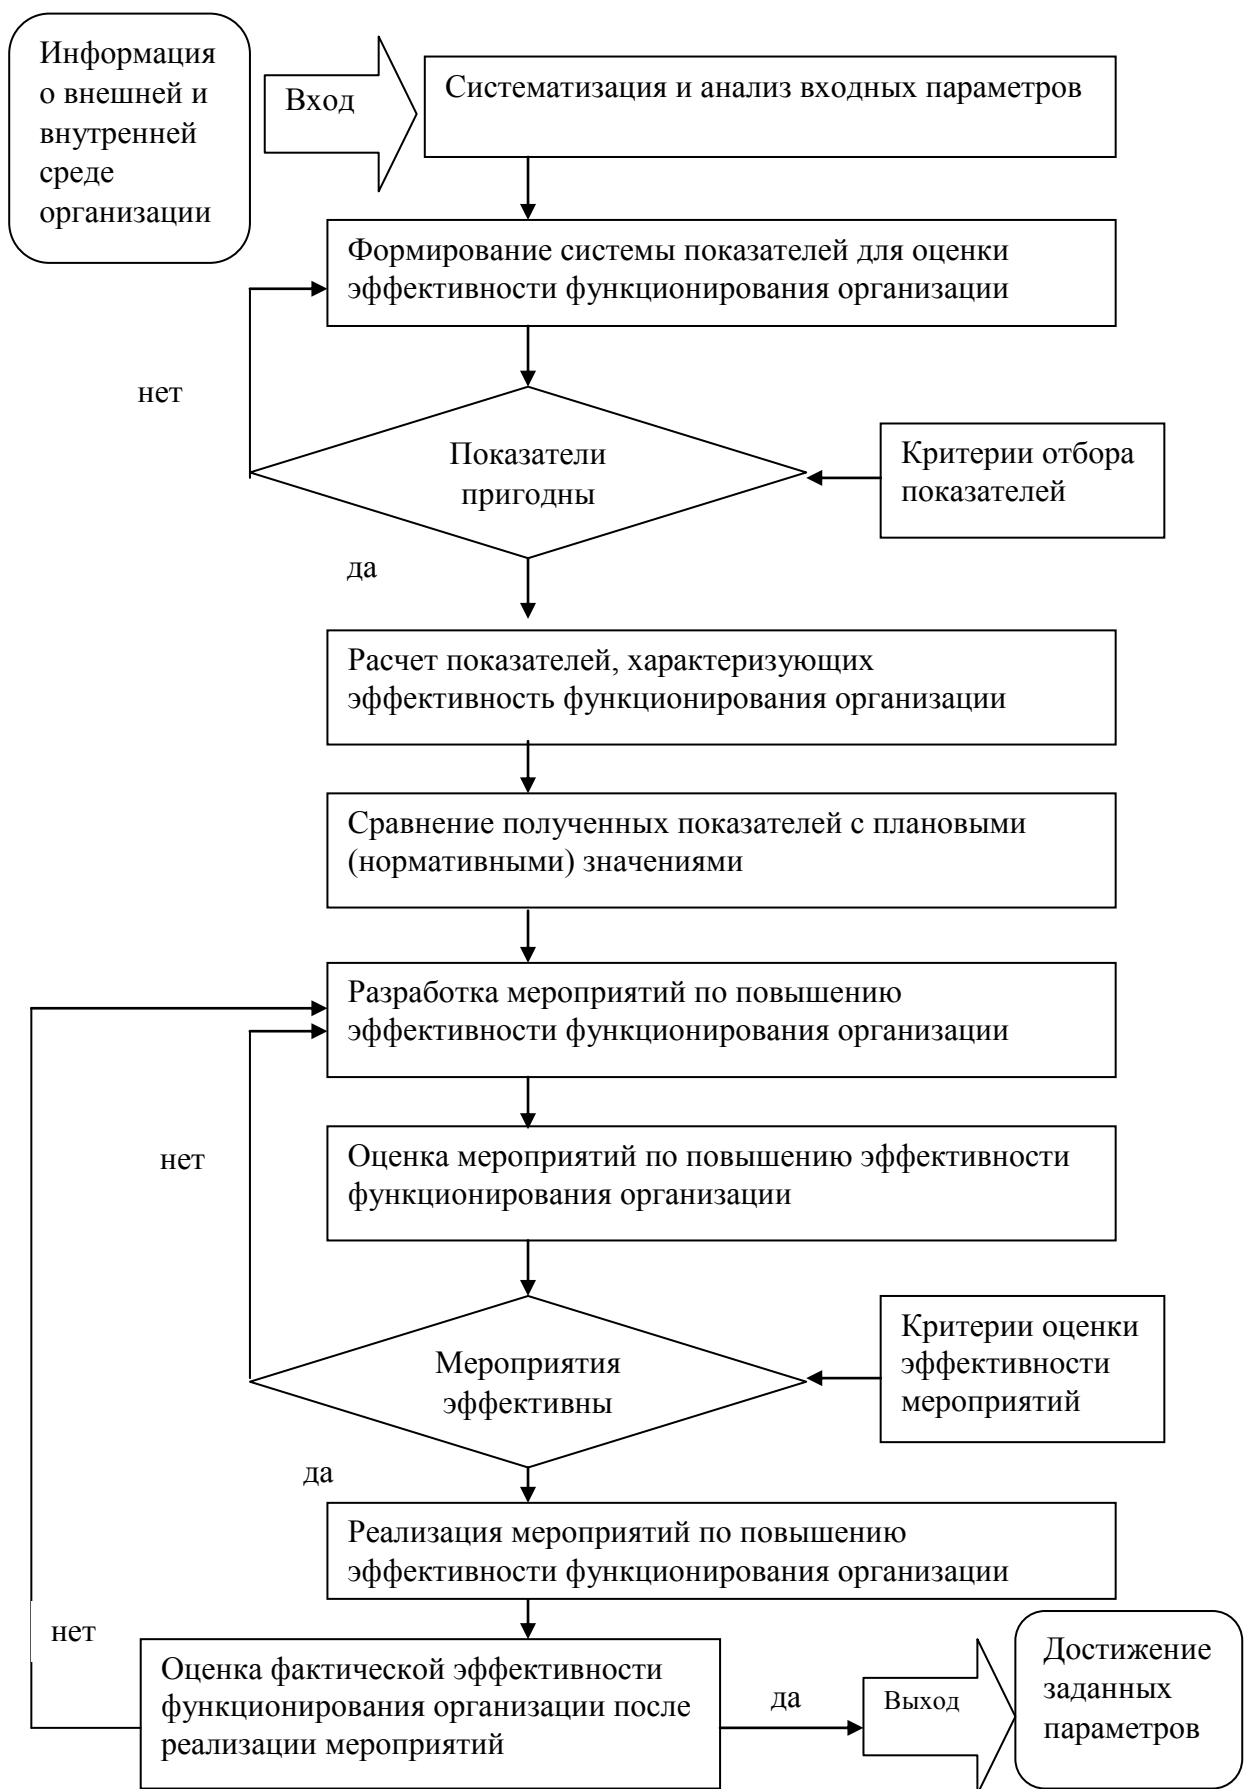 Информация
о внешней и
внутренней
среде
организации
Вход
Систематизация и анализ входных параметров
Формирование системы показателей для оценки
эффективности функционирования организации
нет
Показатели
пригодны
Критерии отбора
показателей
да
Расчет показателей, характеризующих
эффективность функционирования организации
Сравнение полученных показателей с плановыми
(нормативными) значениями
Разработка мероприятий по повышению
эффективности функционирования организации
нет
Оценка мероприятий по повышению эффективности
функционирования организации
Мероприятия
эффективны
Критерии оценки
эффективности
мероприятий
да
Реализация мероприятий по повышению
эффективности функционирования организации
нет
Оценка фактической эффективности
функционирования организации после
реализации мероприятий
да
Выход
Достижение
заданных
параметров